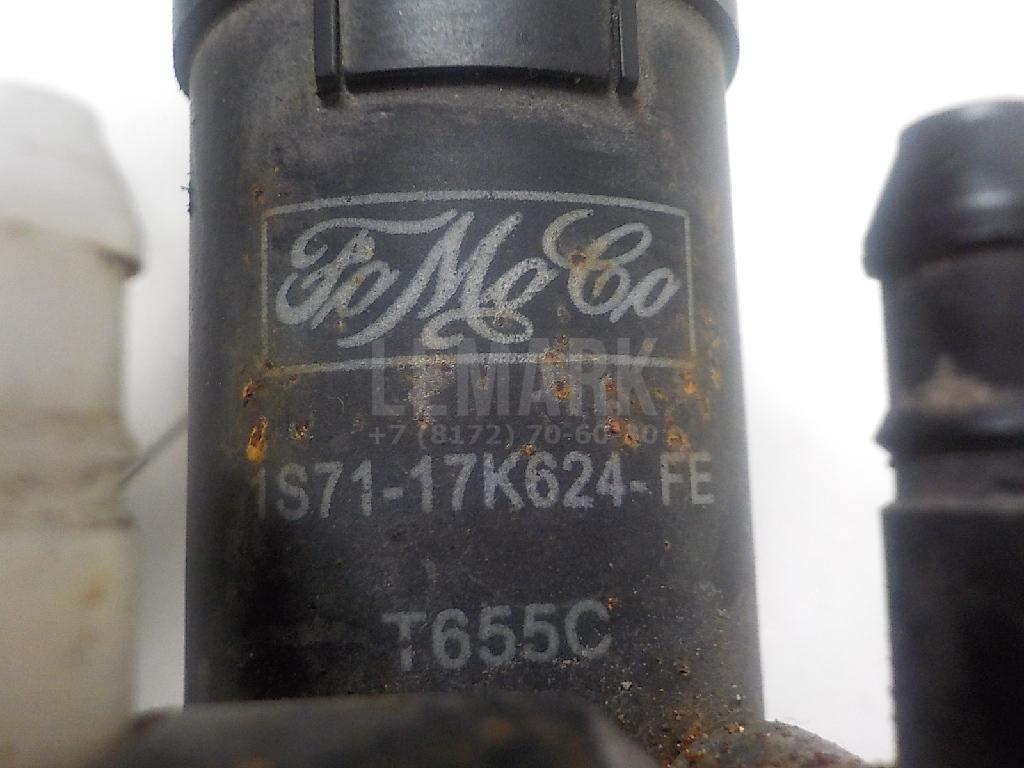 FoMoCo
LEMARK
+7 (8172) 70-60-80
1S71-17K624-FE
T655C